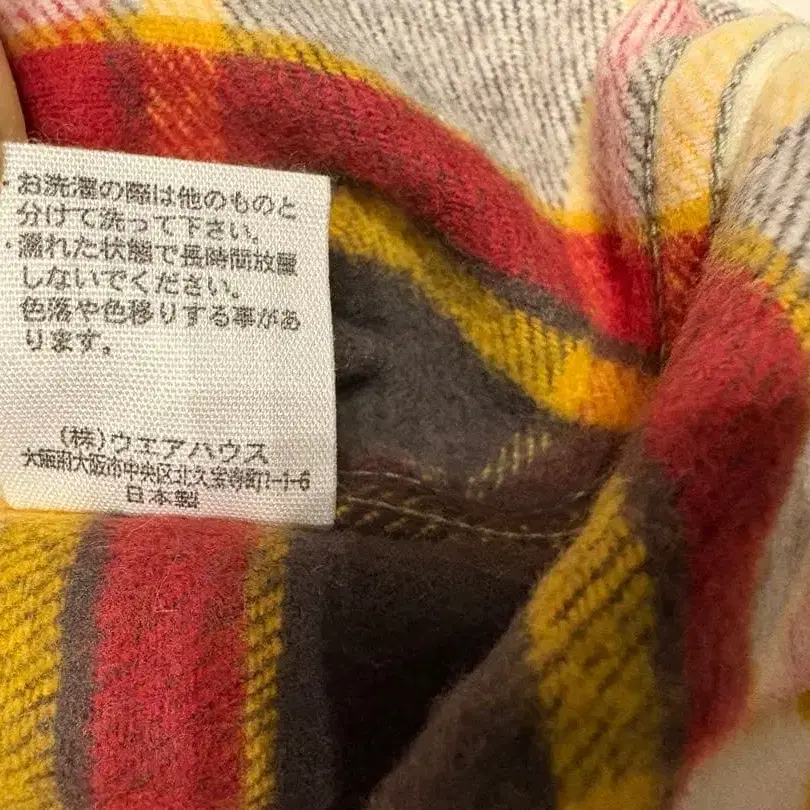 ・お洗濯の際は他のものと
分けて洗って下さい。
・濡れた状態で長時間放置
しないでください。
色落や色移りする事があ
ります。
(株)ウエアハウス
大阪府大阪市中央区北久宝寺町1-1-6
日本製